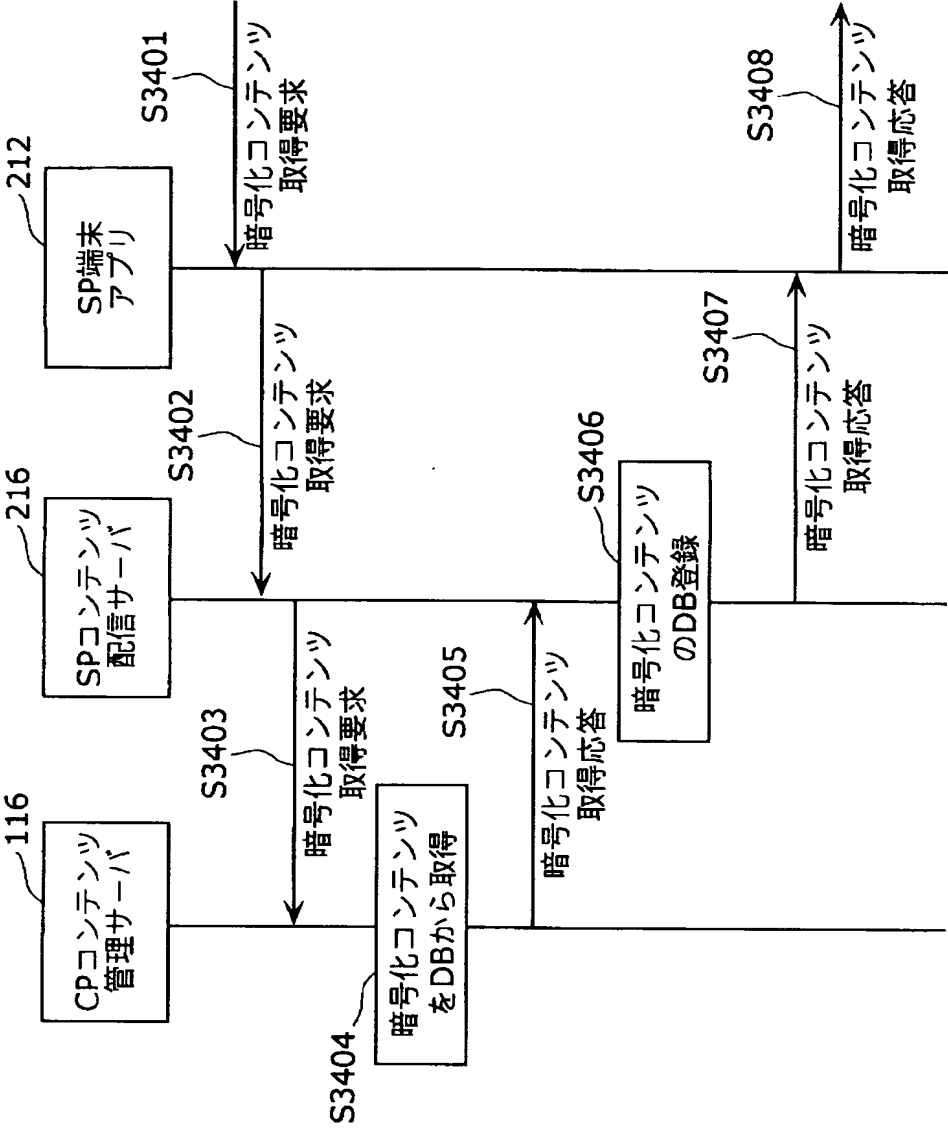 116
CPコンテンツ
管理サーバ
216
SPコンテンツ
配信サーバ
212
SP端末
アプリ
S3401
暗号化コンテンツ
取得要求
S3402
暗号化コンテンツ
取得要求
S3403
暗号化コンテンツ
取得要求
S3404
暗号化コンテンツ
をDBから取得
S3405
暗号化コンテンツ
取得応答
S3406
暗号化コンテンツ
のDB登録
S3407
暗号化コンテンツ
取得応答
S3408
暗号化コンテンツ
取得応答